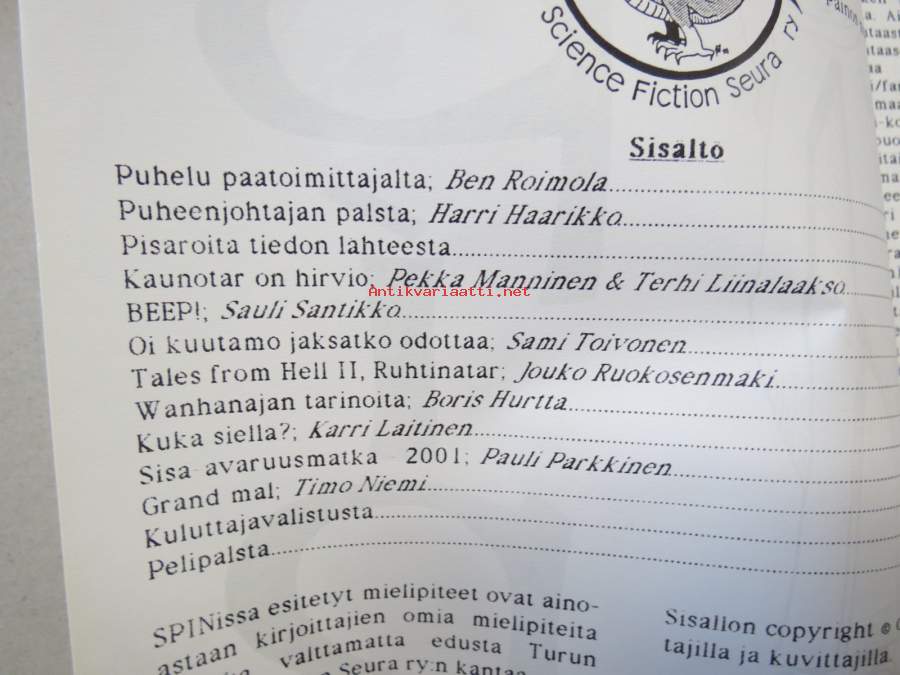 Science Fiction Seura ry
Sisalto
Puhelu paatoimittajalta; Ben Roimola
Puheenjohtajan palsta; Harri Haarikko
Pisaroita tiedon lahteesta
Kaunotar on hirvio; Pekka Manninen & Terhi Liinalaakso
Antikvariaatti.net
BEEP!; Sauli Santikko
Oi kuutamo jaksatko odottaa; Sami Toivonen
Tales from Hell II, Ruhtinatar; Jouko Ruokosenmaki
Wanhanajan tarinoita; Boris Hurtta
Kuka siella?; Karri Laitinen
Sisa avaruusmatka - 2001; Pauli Parkkinen
Grand mal; Timo Niemi
Kuluttajavalistusta
Pelipalsta
SPINissa esitetyt mielipiteet ovat aino-
astaan kirjoittajien omia mielipiteita
valttamatta edusta Turun
Seura ry:n
Sisallon copyright ©
tajilla ja kuvittajilla.